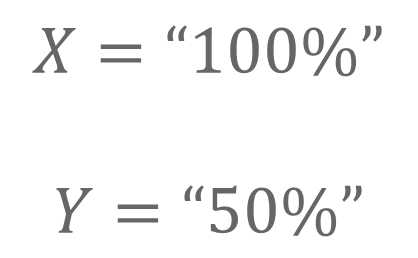 X = “100%”
Y = “50%”